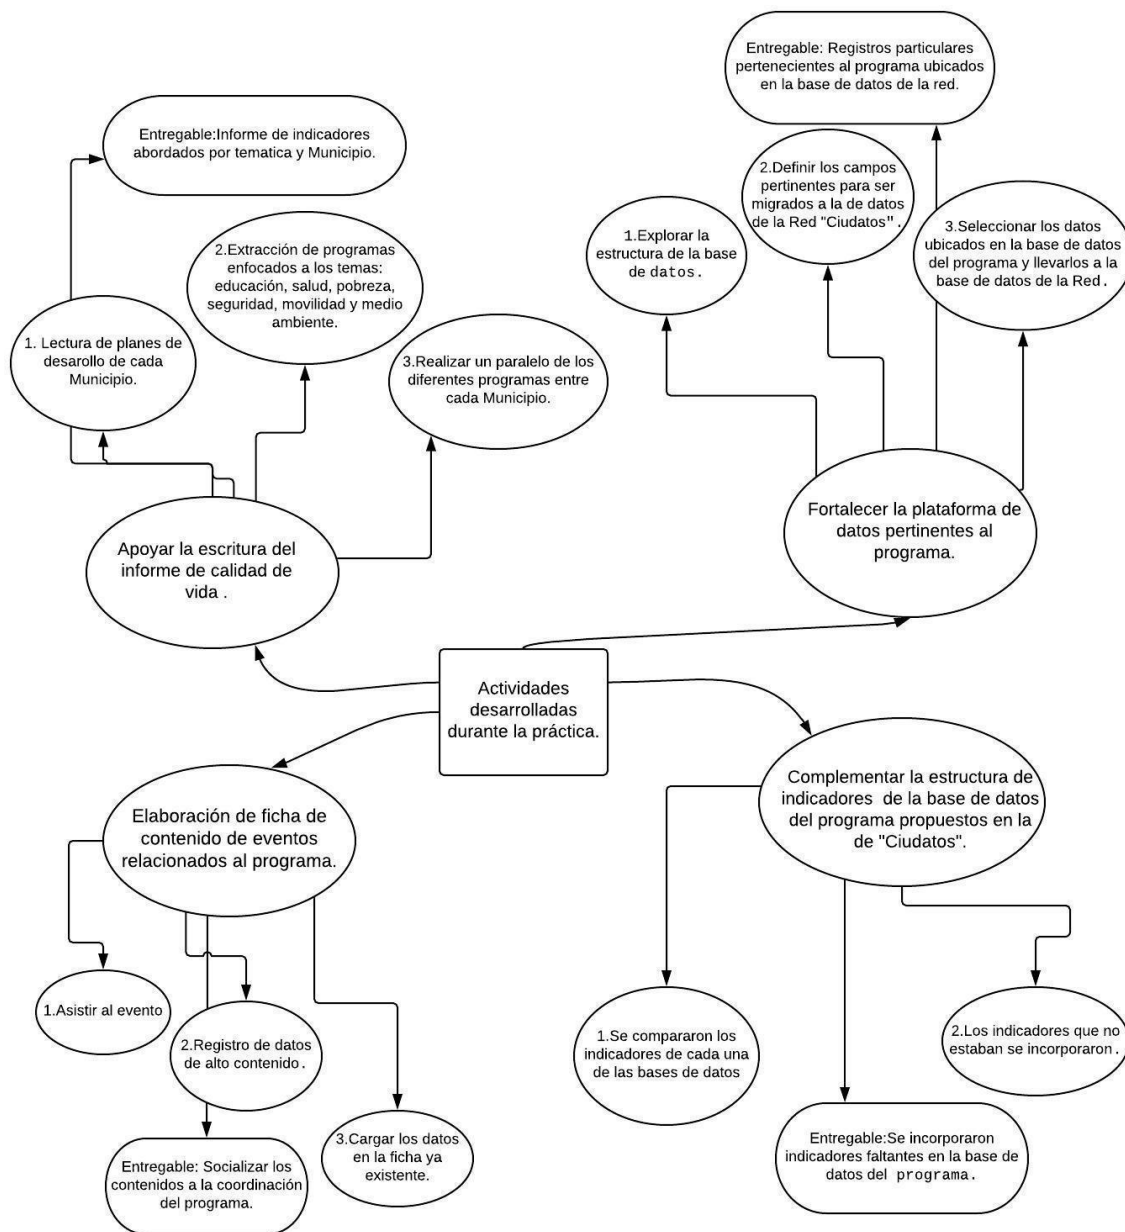 Entregable: Registros particulares
pertenecientes al programa ubicados
en la base de datos de la red.
Entregable:Informe de indicadores
abordados por tematica y Municipio.
2.Definir los campos
pertinentes para ser
migrados a la de datos
de la Red "Ciudatos".
1.Explorar la
estructura de la base
de datos.
3.Seleccionar los datos
ubicados en la base de datos
del programa y llevarlos a la
base de datos de la Red.
2.Extracción de programas
enfocados a los temas:
educación, salud, pobreza,
seguridad, movilidad y medio
ambiente.
1. Lectura de planes de
desarollo de cada
Municipio.
3.Realizar un paralelo de los
diferentes programas entre
cada Municipio.
Apoyar la escritura del
informe de calidad de
vida .
Fortalecer la plataforma de
datos pertinentes al
programa.
Actividades
desarrolladas
durante la práctica.
Elaboración de ficha de
contenido de eventos
relacionados al programa.
Complementar la estructura de
indicadores de la base de datos
del programa propuestos en la
de "Ciudatos".
1.Asistir al evento
2.Registro de datos
de alto contenido.
3.Cargar los datos
en la ficha ya
existente.
Entregable: Socializar los
contenidos a la coordinación
del programa.
1.Se compararon los
indicadores de cada una
de las bases de datos
2.Los indicadores que no
estaban se incorporaron.
Entregable:Se incorporaron
indicadores faltantes en la base de
datos del programa.